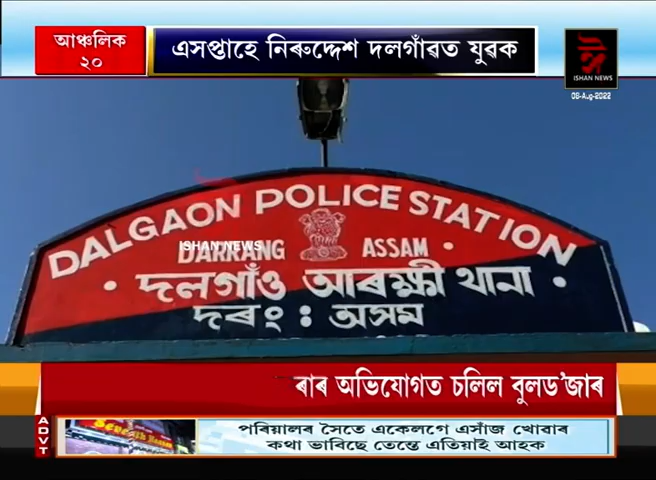 আঞ্চলিক
২০
এসপ্তাহে নিৰুদ্দেশ দলগাঁৱত যুৱক
ISHAN NEWS
06-Aug-2022
DALGAON POLICE STATION
ISHAN NEWS
DARRANG ASSAM
• দলগাঁও আৰক্ষী থানা •
দৰং : অসম
ৰাৰ অভিযোগত চলিল বুলড'জাৰ
ADVT
পৰিয়ালৰ সৈতে একেলগে এসাঁজ খোৱাৰ
কথা ভাবিছে তেন্তে এতিয়াই আহক